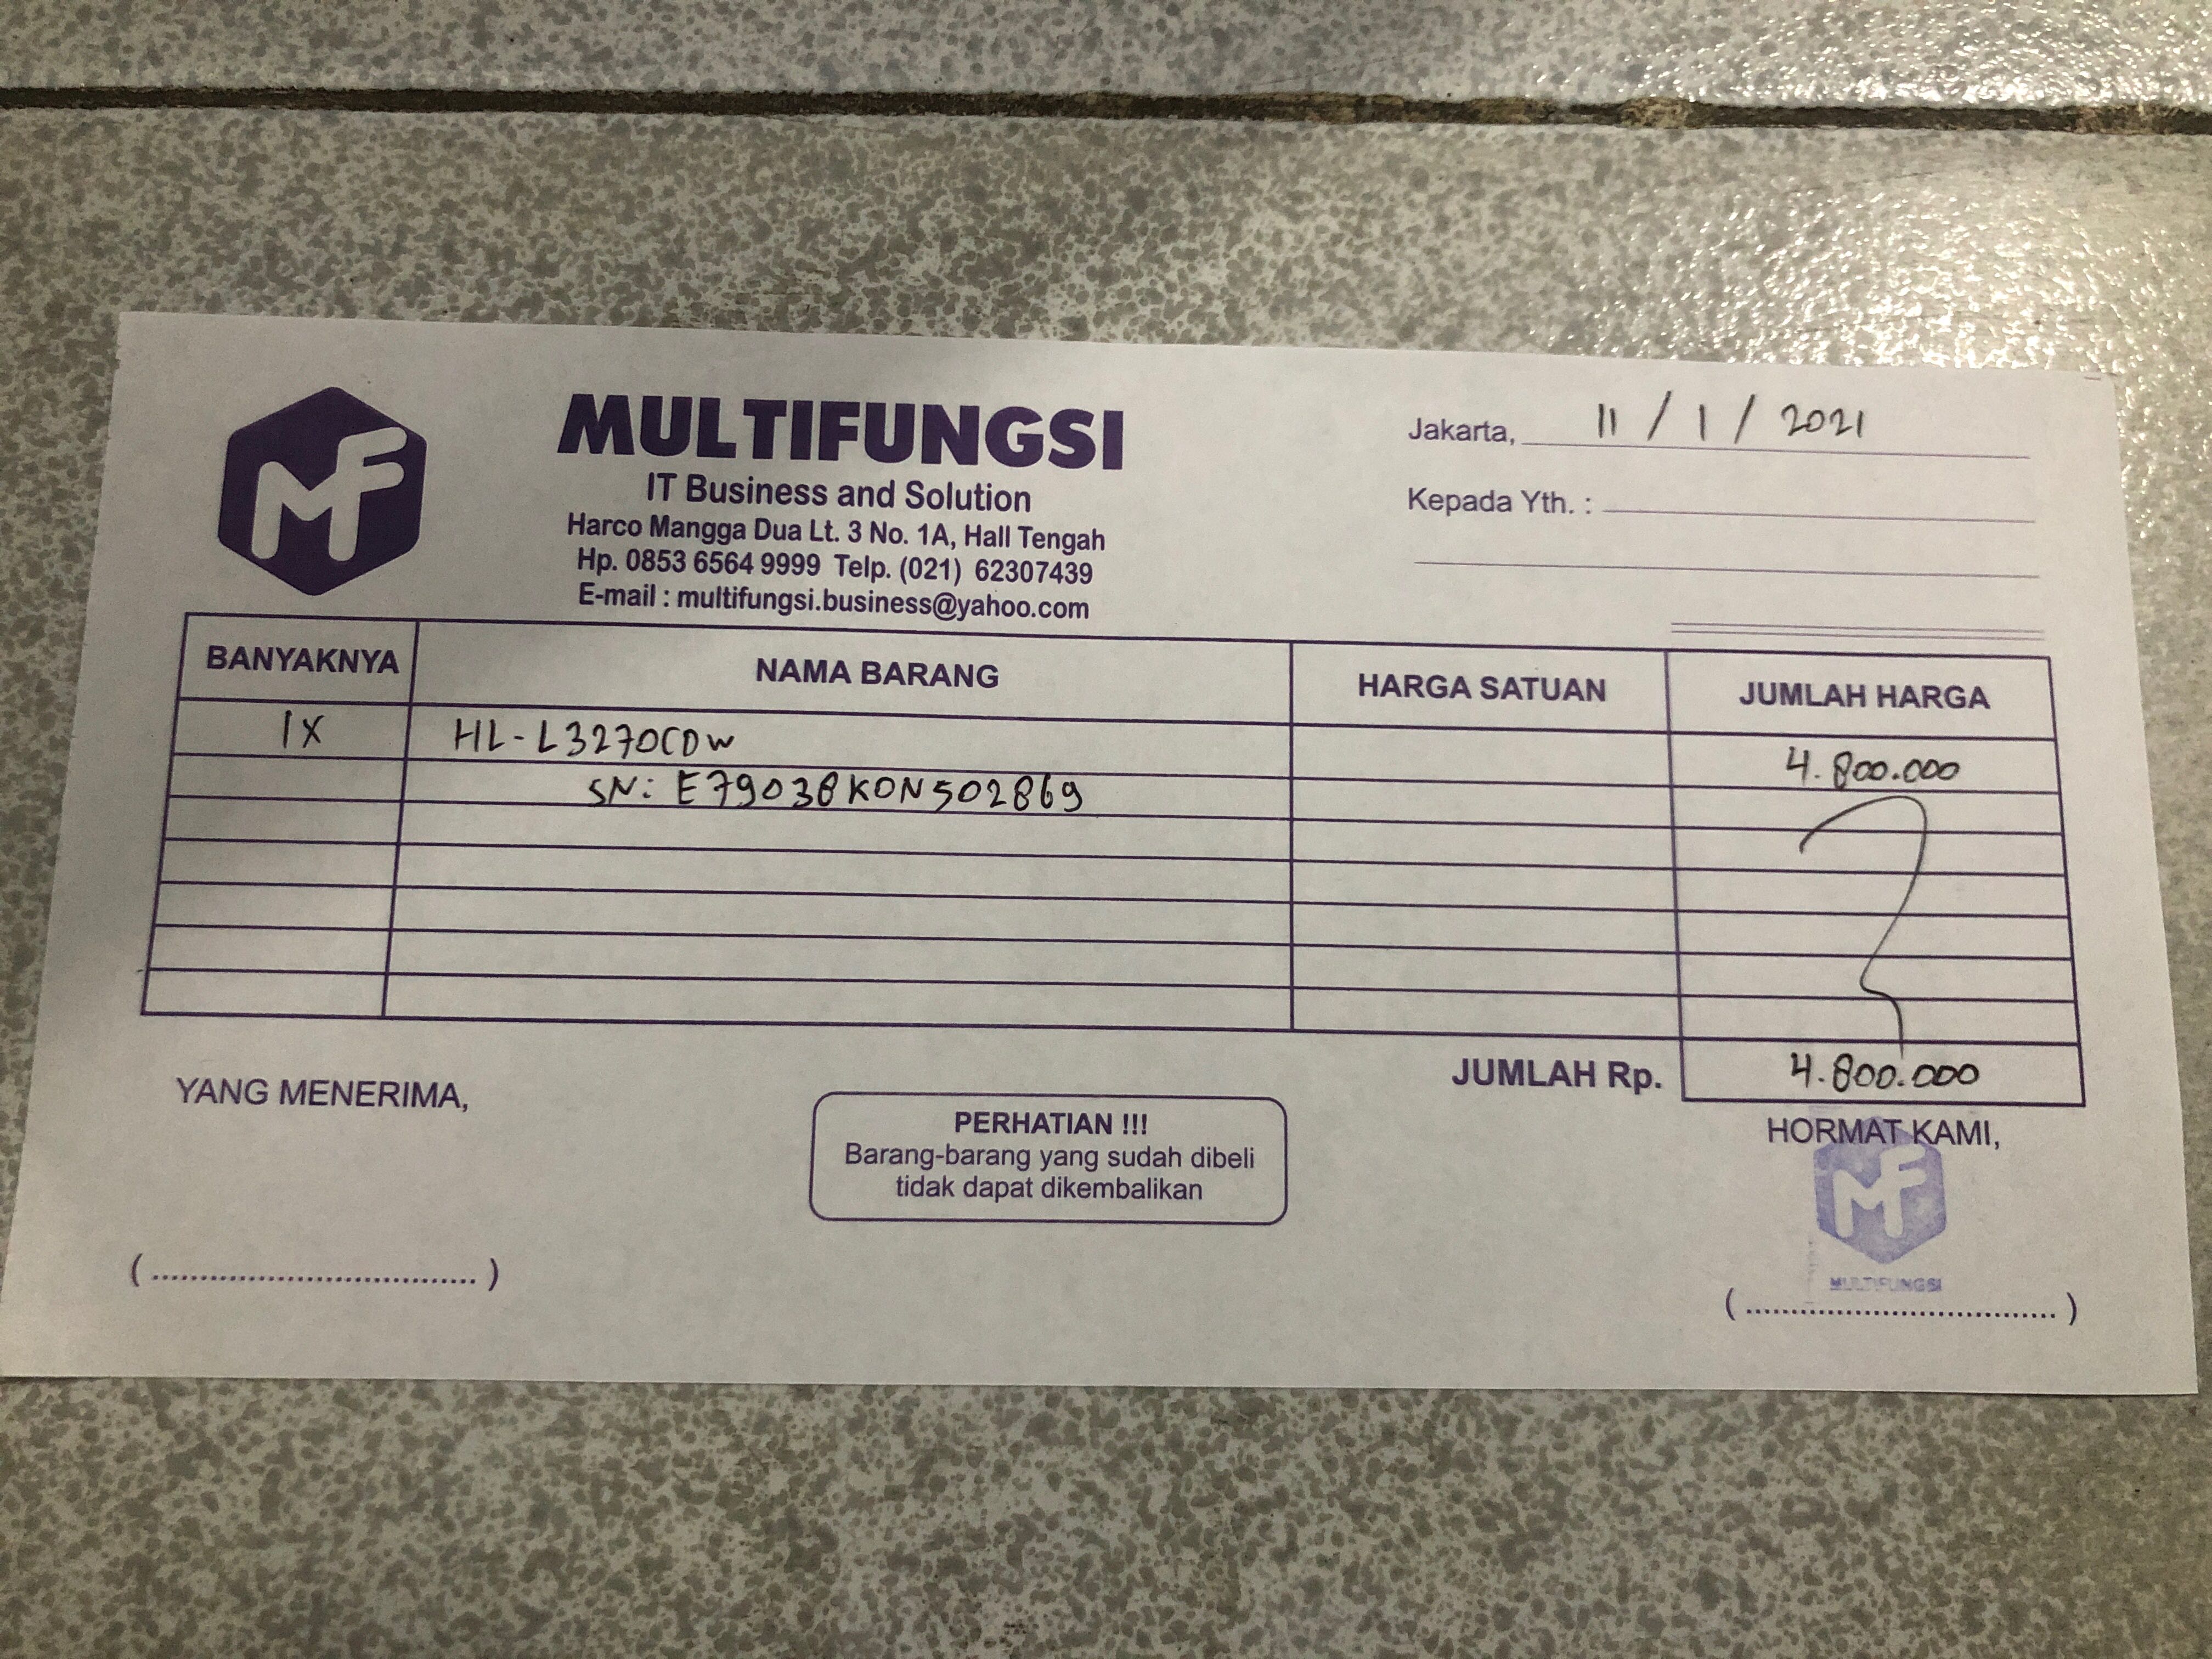 MF
MULTIFUNGSI
IT Business and Solution
Harco Mangga Dua Lt. 3 No. 1A, Hall Tengah
Hp. 0853 6564 9999 Telp. (021) 62307439
E-mail : multifungsi.business@yahoo.com
Jakarta, 11 / 1 / 2021
Kepada Yth. :
BANYAKNYA NAMA BARANG HARGA SATUAN JUMLAH HARGA
1X HL-L3270CDW 4.800.000
SN: E79038K0N502869
JUMLAH Rp. 4.800.000
YANG MENERIMA,
PERHATIAN !!!
Barang-barang yang sudah dibeli
tidak dapat dikembalikan
HORMAT KAMI,
MF
MULTIFUNGSI
(..................................)
(..................................)